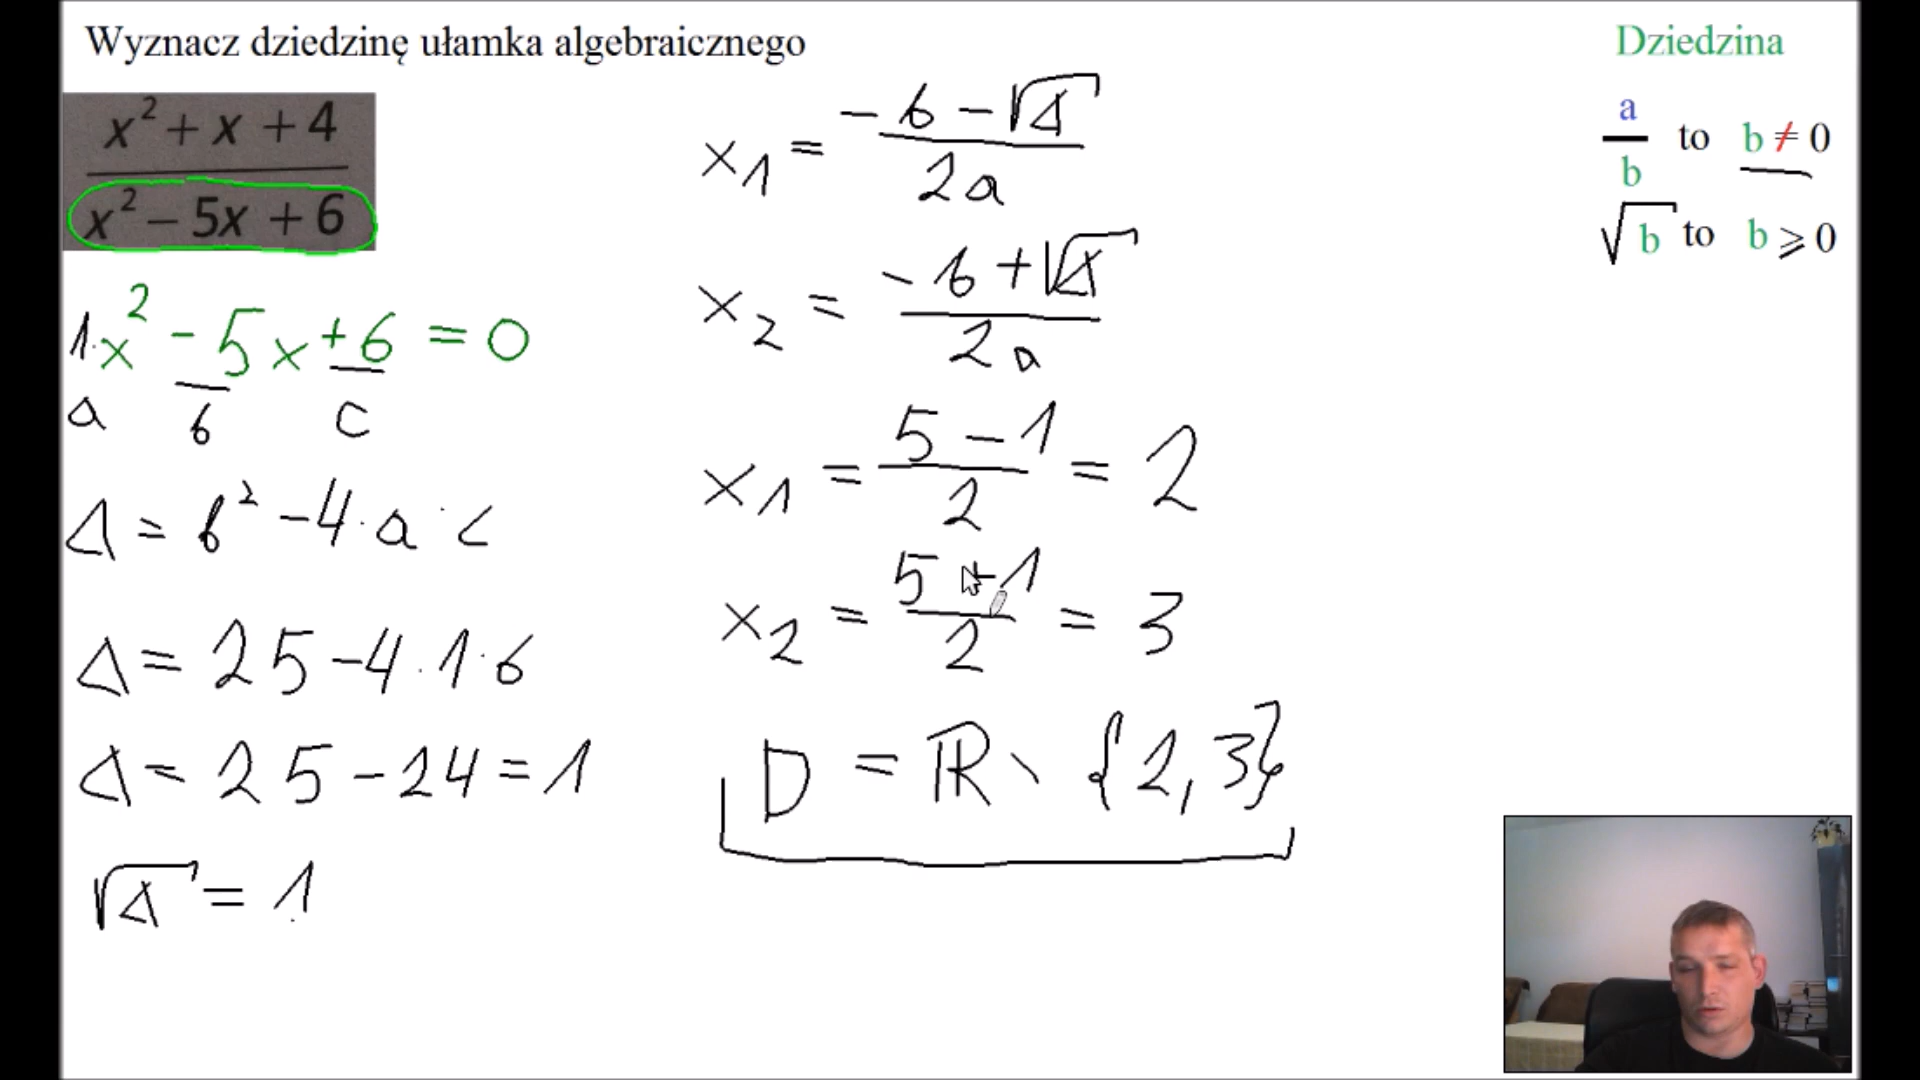 Wyznacz dziedzinę ułamka algebraicznego
x² + x + 4
x² – 5x + 6
1·x² - 5x + 6 = 0
a b c
Δ = b² - 4·a·c
Δ = 25 - 4·1·6
Δ = 25 - 24 = 1
√Δ = 1
x₁ = -b - √Δ / 2a
x₂ = -b + √Δ / 2a
x₁ = 5 - 1 / 2 = 2
x₂ = 5 + 1 / 2 = 3
D = ℝ \ {2, 3}
Dziedzina
a / b to b ≠ 0
√b to b ⩾ 0